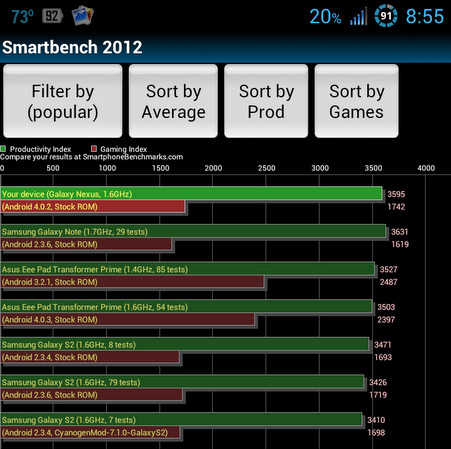 73° 92 20% 91 8:55
Smartbench 2012
Filter by (popular)
Sort by Average
Sort by Prod
Sort by Games
Productivity Index Gaming Index
Compare your results at SmartphoneBenchmarks.com
0 500 1000 1500 2000 2500 3000 3500 4000
Your device (Galaxy Nexus, 1.6GHz) 3595
(Android 4.0.2, Stock ROM) 1742
Samsung Galaxy Note (1.7GHz, 29 tests) 3631
(Android 2.3.6, Stock ROM) 1619
Asus Eee Pad Transformer Prime (1.4GHz, 85 tests) 3527
(Android 3.2.1, Stock ROM) 2487
Asus Eee Pad Transformer Prime (1.6GHz, 54 tests) 3503
(Android 4.0.3, Stock ROM) 2397
Samsung Galaxy S2 (1.6GHz, 8 tests) 3471
(Android 2.3.4, Stock ROM) 1693
Samsung Galaxy S2 (1.6GHz, 79 tests) 3426
(Android 2.3.6, Stock ROM) 1719
Samsung Galaxy S2 (1.6GHz, 7 tests) 3410
(Android 2.3.4, CyanogenMod-7.1.0-GalaxyS2) 1698